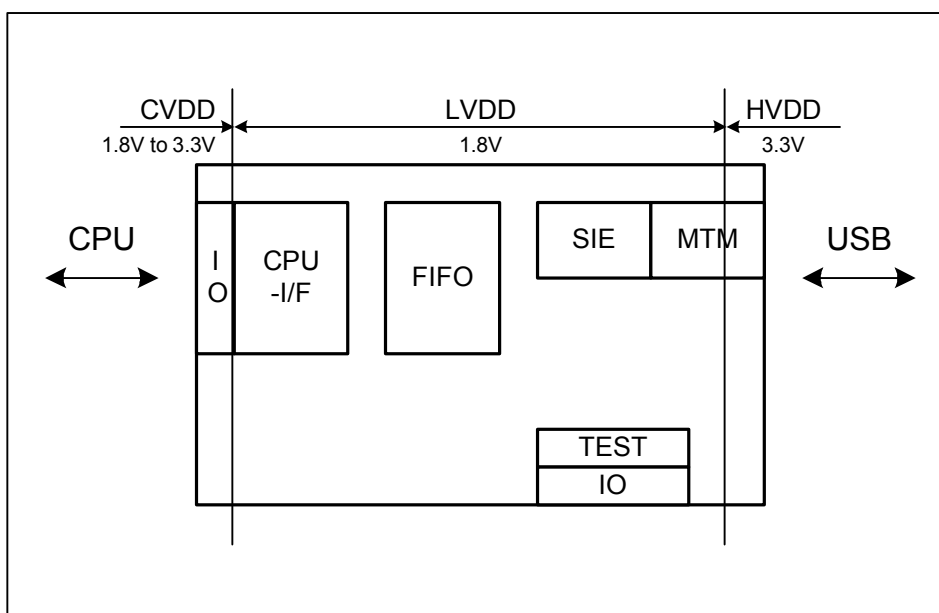 CVDD
LVDD
HVDD
1.8V to 3.3V
1.8V
3.3V
CPU
I
O
CPU
-I/F
FIFO
SIE
MTM
USB
TEST
IO